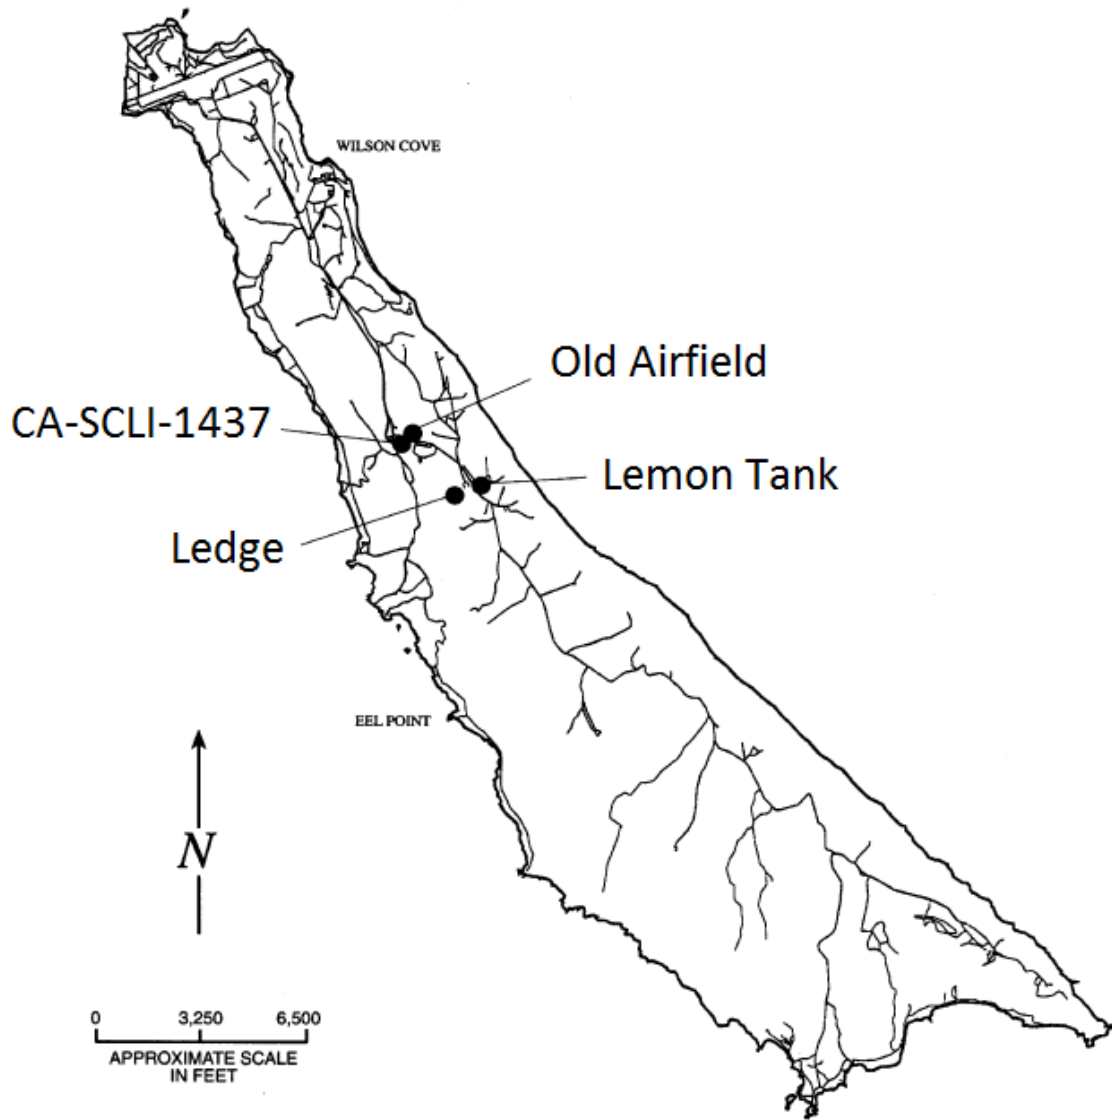 WILSON COVE
Old Airfield
CA-SCLI-1437
Lemon Tank
Ledge
EEL POINT
N
0 3,250 6,500
APPROXIMATE SCALE
IN FEET